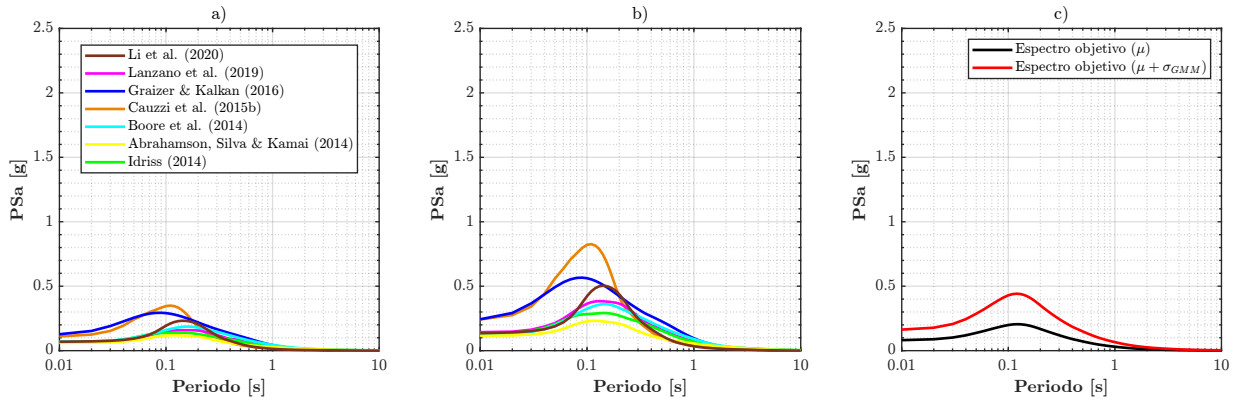 a)
2.5
2
1.5
1
0.5
0
PSa [g]
Li et al. (2020)
Lanzano et al. (2019)
Graizer & Kalkan (2016)
Cauzzi et al. (2015b)
Boore et al. (2014)
Abrahamson, Silva & Kamai (2014)
Idriss (2014)
0.01 0.1 1 10
Periodo [s]
b)
2.5
2
1.5
1
0.5
0
PSa [g]
0.01 0.1 1 10
Periodo [s]
c)
2.5
2
1.5
1
0.5
0
PSa [g]
Espectro objetivo (μ)
Espectro objetivo (μ + σ_GMM)
0.01 0.1 1 10
Periodo [s]